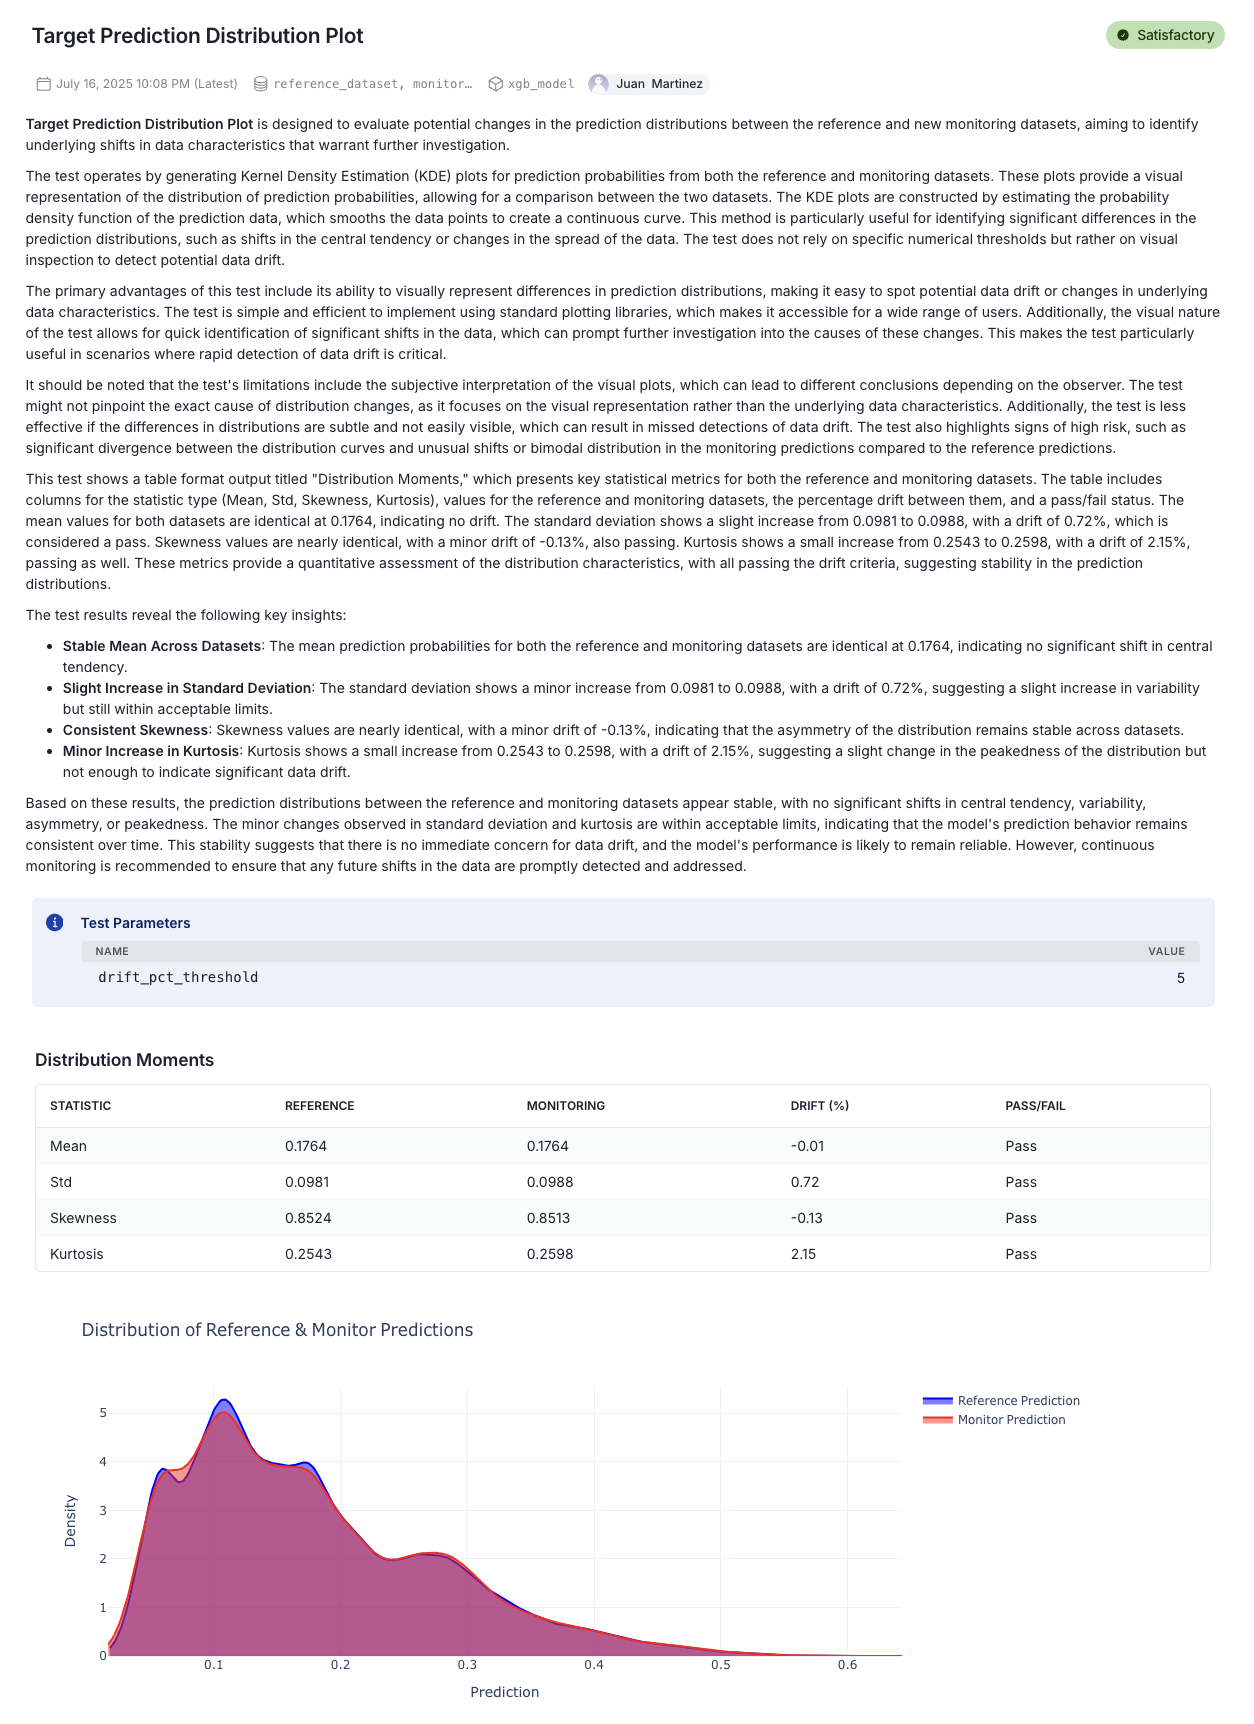 Target Prediction Distribution Plot
Satisfactory
July 16, 2025 10:08 PM (Latest)
reference_dataset, monitor…
xgb_model
Juan Martinez
Target Prediction Distribution Plot is designed to evaluate potential changes in the prediction distributions between the reference and new monitoring datasets, aiming to identify
underlying shifts in data characteristics that warrant further investigation.
The test operates by generating Kernel Density Estimation (KDE) plots for prediction probabilities from both the reference and monitoring datasets. These plots provide a visual
representation of the distribution of prediction probabilities, allowing for a comparison between the two datasets. The KDE plots are constructed by estimating the probability
density function of the prediction data, which smooths the data points to create a continuous curve. This method is particularly useful for identifying significant differences in the
prediction distributions, such as shifts in the central tendency or changes in the spread of the data. The test does not rely on specific numerical thresholds but rather on visual
inspection to detect potential data drift.
The primary advantages of this test include its ability to visually represent differences in prediction distributions, making it easy to spot potential data drift or changes in underlying
data characteristics. The test is simple and efficient to implement using standard plotting libraries, which makes it accessible for a wide range of users. Additionally, the visual nature
of the test allows for quick identification of significant shifts in the data, which can prompt further investigation into the causes of these changes. This makes the test particularly
useful in scenarios where rapid detection of data drift is critical.
It should be noted that the test's limitations include the subjective interpretation of the visual plots, which can lead to different conclusions depending on the observer. The test
might not pinpoint the exact cause of distribution changes, as it focuses on the visual representation rather than the underlying data characteristics. Additionally, the test is less
effective if the differences in distributions are subtle and not easily visible, which can result in missed detections of data drift. The test also highlights signs of high risk, such as
significant divergence between the distribution curves and unusual shifts or bimodal distribution in the monitoring predictions compared to the reference predictions.
This test shows a table format output titled "Distribution Moments," which presents key statistical metrics for both the reference and monitoring datasets. The table includes
columns for the statistic type (Mean, Std, Skewness, Kurtosis), values for the reference and monitoring datasets, the percentage drift between them, and a pass/fail status. The
mean values for both datasets are identical at 0.1764, indicating no drift. The standard deviation shows a slight increase from 0.0981 to 0.0988, with a drift of 0.72%, which is
considered a pass. Skewness values are nearly identical, with a minor drift of -0.13%, also passing. Kurtosis shows a small increase from 0.2543 to 0.2598, with a drift of 2.15%,
passing as well. These metrics provide a quantitative assessment of the distribution characteristics, with all passing the drift criteria, suggesting stability in the prediction
distributions.
The test results reveal the following key insights:
• Stable Mean Across Datasets: The mean prediction probabilities for both the reference and monitoring datasets are identical at 0.1764, indicating no significant shift in central
tendency.
• Slight Increase in Standard Deviation: The standard deviation shows a minor increase from 0.0981 to 0.0988, with a drift of 0.72%, suggesting a slight increase in variability
but still within acceptable limits.
• Consistent Skewness: Skewness values are nearly identical, with a minor drift of -0.13%, indicating that the asymmetry of the distribution remains stable across datasets.
• Minor Increase in Kurtosis: Kurtosis shows a small increase from 0.2543 to 0.2598, with a drift of 2.15%, suggesting a slight change in the peakedness of the distribution but
not enough to indicate significant data drift.
Based on these results, the prediction distributions between the reference and monitoring datasets appear stable, with no significant shifts in central tendency, variability,
asymmetry, or peakedness. The minor changes observed in standard deviation and kurtosis are within acceptable limits, indicating that the model's prediction behavior remains
consistent over time. This stability suggests that there is no immediate concern for data drift, and the model's performance is likely to remain reliable. However, continuous
monitoring is recommended to ensure that any future shifts in the data are promptly detected and addressed.
Test Parameters
NAME VALUE
drift_pct_threshold 5
Distribution Moments
STATISTIC REFERENCE MONITORING DRIFT (%) PASS/FAIL
Mean 0.1764 0.1764 -0.01 Pass
Std 0.0981 0.0988 0.72 Pass
Skewness 0.8524 0.8513 -0.13 Pass
Kurtosis 0.2543 0.2598 2.15 Pass
Distribution of Reference & Monitor Predictions
Reference Prediction
Monitor Prediction
5
4
3
2
1
0
Density
0.1 0.2 0.3 0.4 0.5 0.6
Prediction